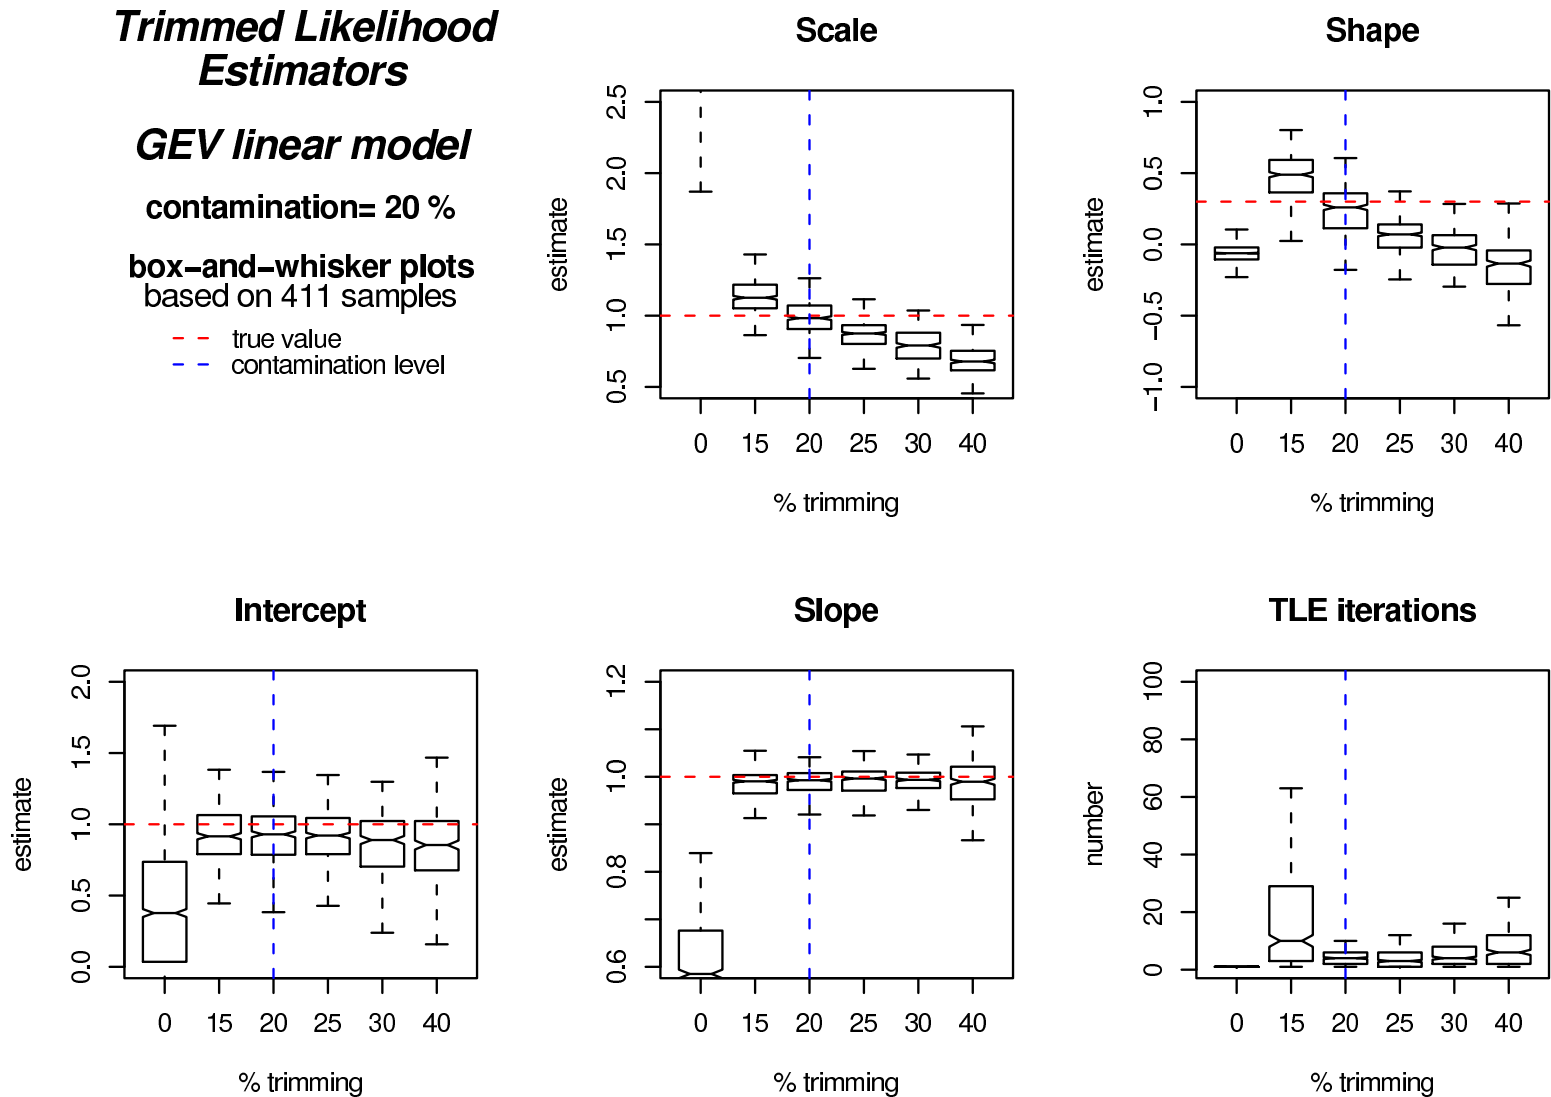 Trimmed Likelihood
Estimators
GEV linear model
contamination= 20 %
box−and−whisker plots
based on 411 samples
true value
contamination level
Scale
estimate
2.5
2.0
1.5
1.0
0.5
0 15 20 25 30 40
% trimming
Shape
estimate
1.0
0.5
0.0
−0.5
−1.0
0 15 20 25 30 40
% trimming
Intercept
estimate
2.0
1.5
1.0
0.5
0.0
0 15 20 25 30 40
% trimming
Slope
estimate
1.2
1.0
0.8
0.6
0 15 20 25 30 40
% trimming
TLE iterations
number
100
80
60
40
20
0
0 15 20 25 30 40
% trimming